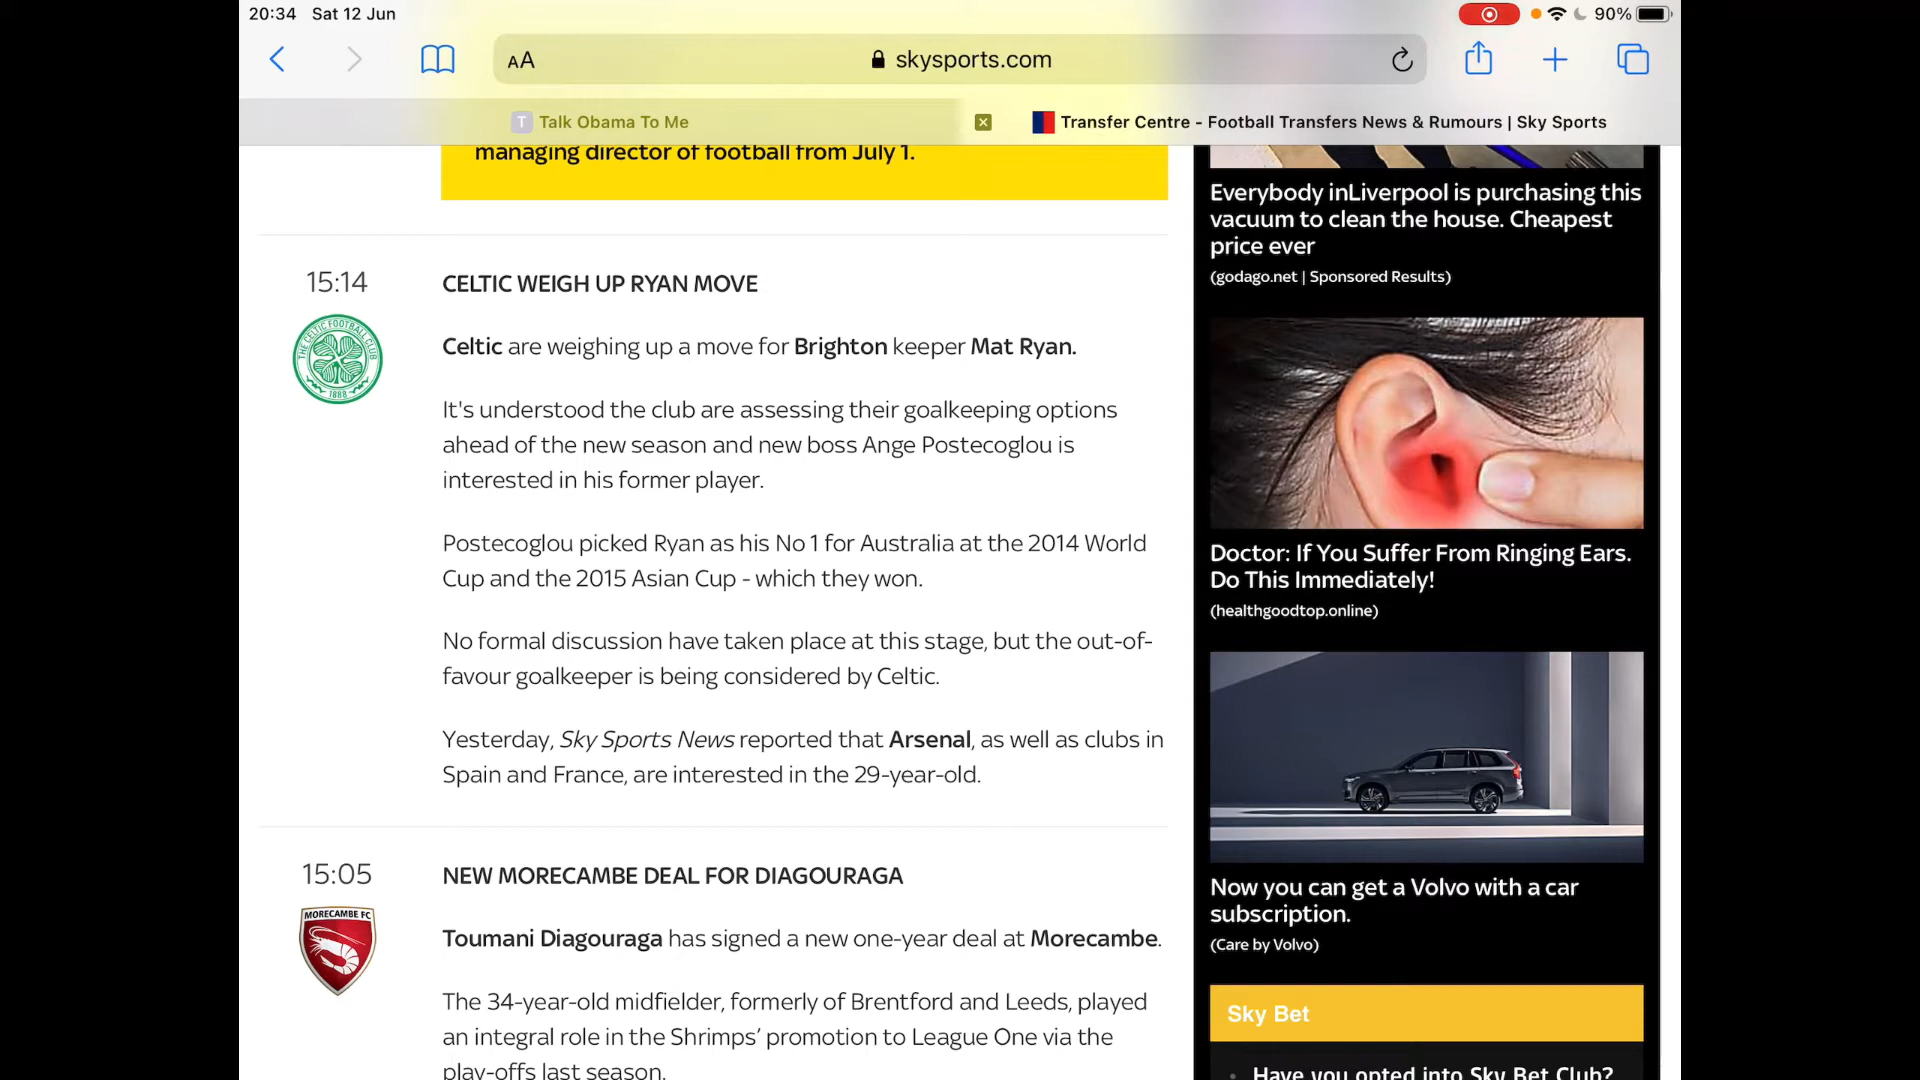 20:34 Sat 12 Jun
90%
AA
skysports.com
T Talk Obama To Me
Transfer Centre - Football Transfers News & Rumours | Sky Sports
managing director of football from July 1.
15:14
THE CELTIC FOOTBALL CLUB
1888
CELTIC WEIGH UP RYAN MOVE
Celtic are weighing up a move for Brighton keeper Mat Ryan.
It's understood the club are assessing their goalkeeping options
ahead of the new season and new boss Ange Postecoglou is
interested in his former player.
Postecoglou picked Ryan as his No 1 for Australia at the 2014 World
Cup and the 2015 Asian Cup - which they won.
No formal discussion have taken place at this stage, but the out-of-
favour goalkeeper is being considered by Celtic.
Yesterday, Sky Sports News reported that Arsenal, as well as clubs in
Spain and France, are interested in the 29-year-old.
15:05
MORECAMBE FC
NEW MORECAMBE DEAL FOR DIAGOURAGA
Toumani Diagouraga has signed a new one-year deal at Morecambe.
The 34-year-old midfielder, formerly of Brentford and Leeds, played
an integral role in the Shrimps' promotion to League One via the
play-offs last season.
Everybody inLiverpool is purchasing this
vacuum to clean the house. Cheapest
price ever
(godago.net | Sponsored Results)
Doctor: If You Suffer From Ringing Ears.
Do This Immediately!
(healthgoodtop.online)
Now you can get a Volvo with a car
subscription.
(Care by Volvo)
Sky Bet
Have you opted into Sky Bet Club?